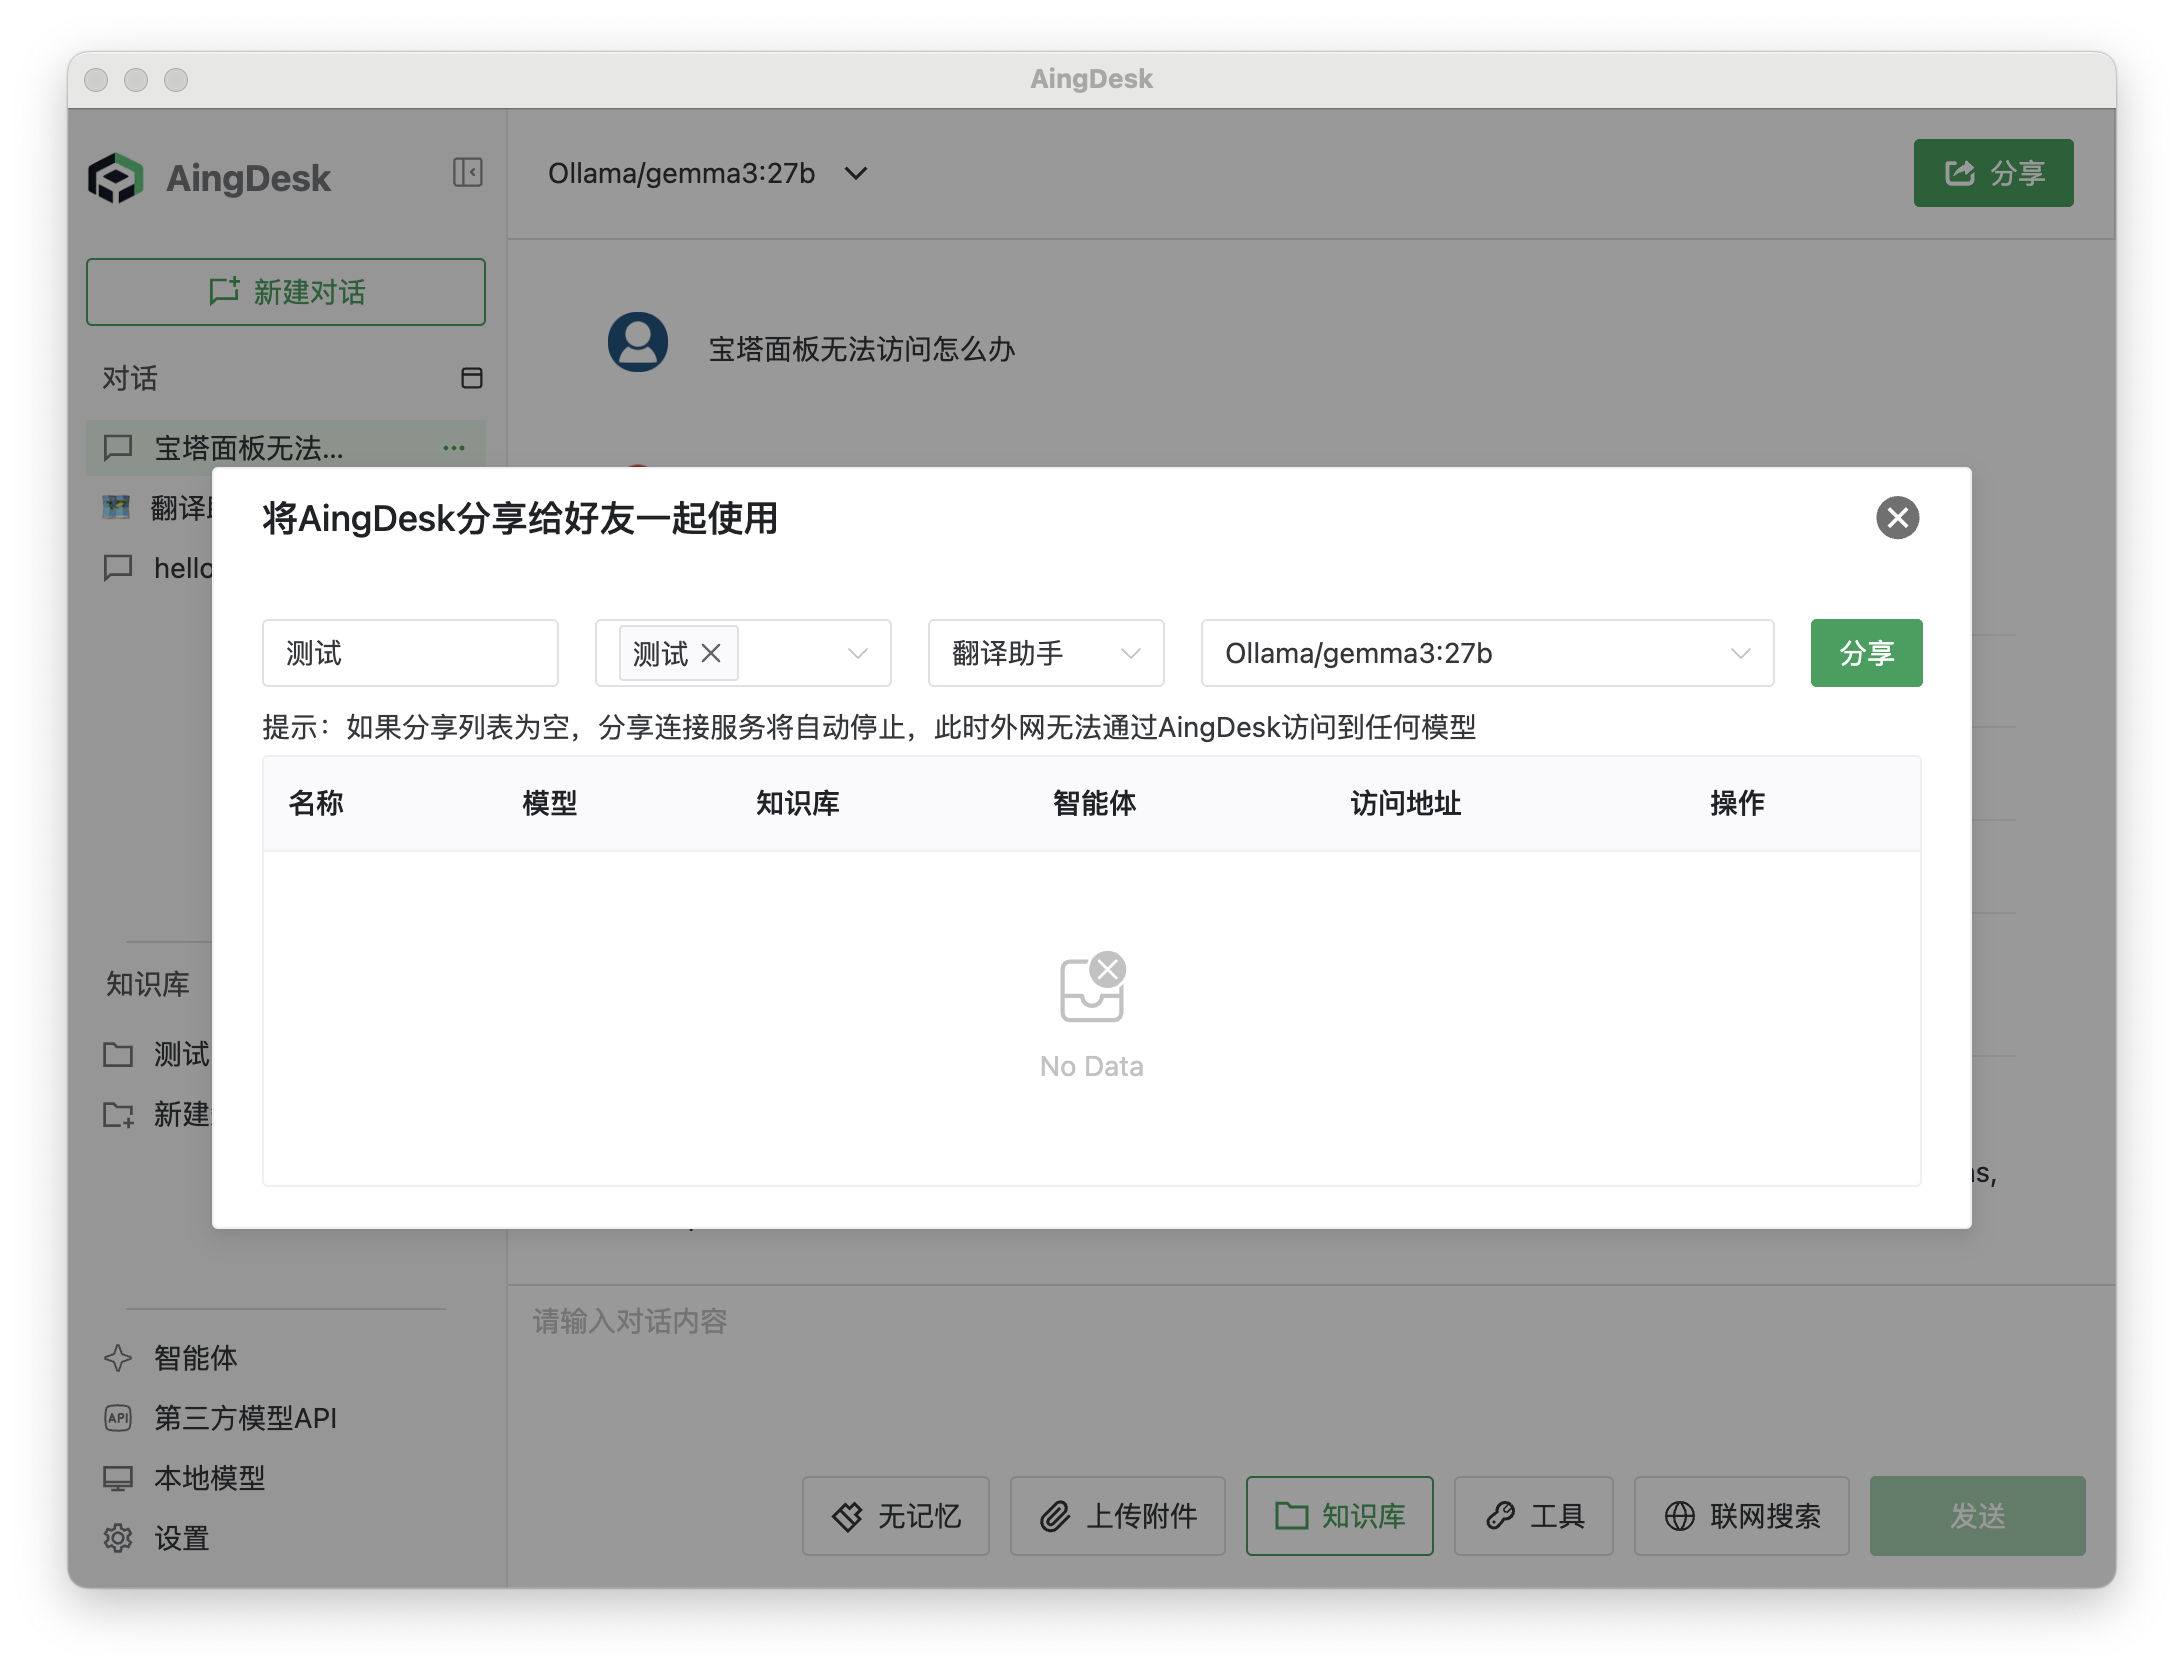 AingDesk
AingDesk
Ollama/gemma3:27b
分享
新建对话
宝塔面板无法访问怎么办
对话
宝塔面板无法...
翻译
hello
将AingDesk分享给好友一起使用
测试
测试
翻译助手
Ollama/gemma3:27b
分享
提示：如果分享列表为空，分享连接服务将自动停止，此时外网无法通过AingDesk访问到任何模型
名称 模型 知识库 智能体 访问地址 操作
No Data
知识库
测试
新建
请输入对话内容
智能体
API 第三方模型API
本地模型
设置
无记忆
上传附件
知识库
工具
联网搜索
发送